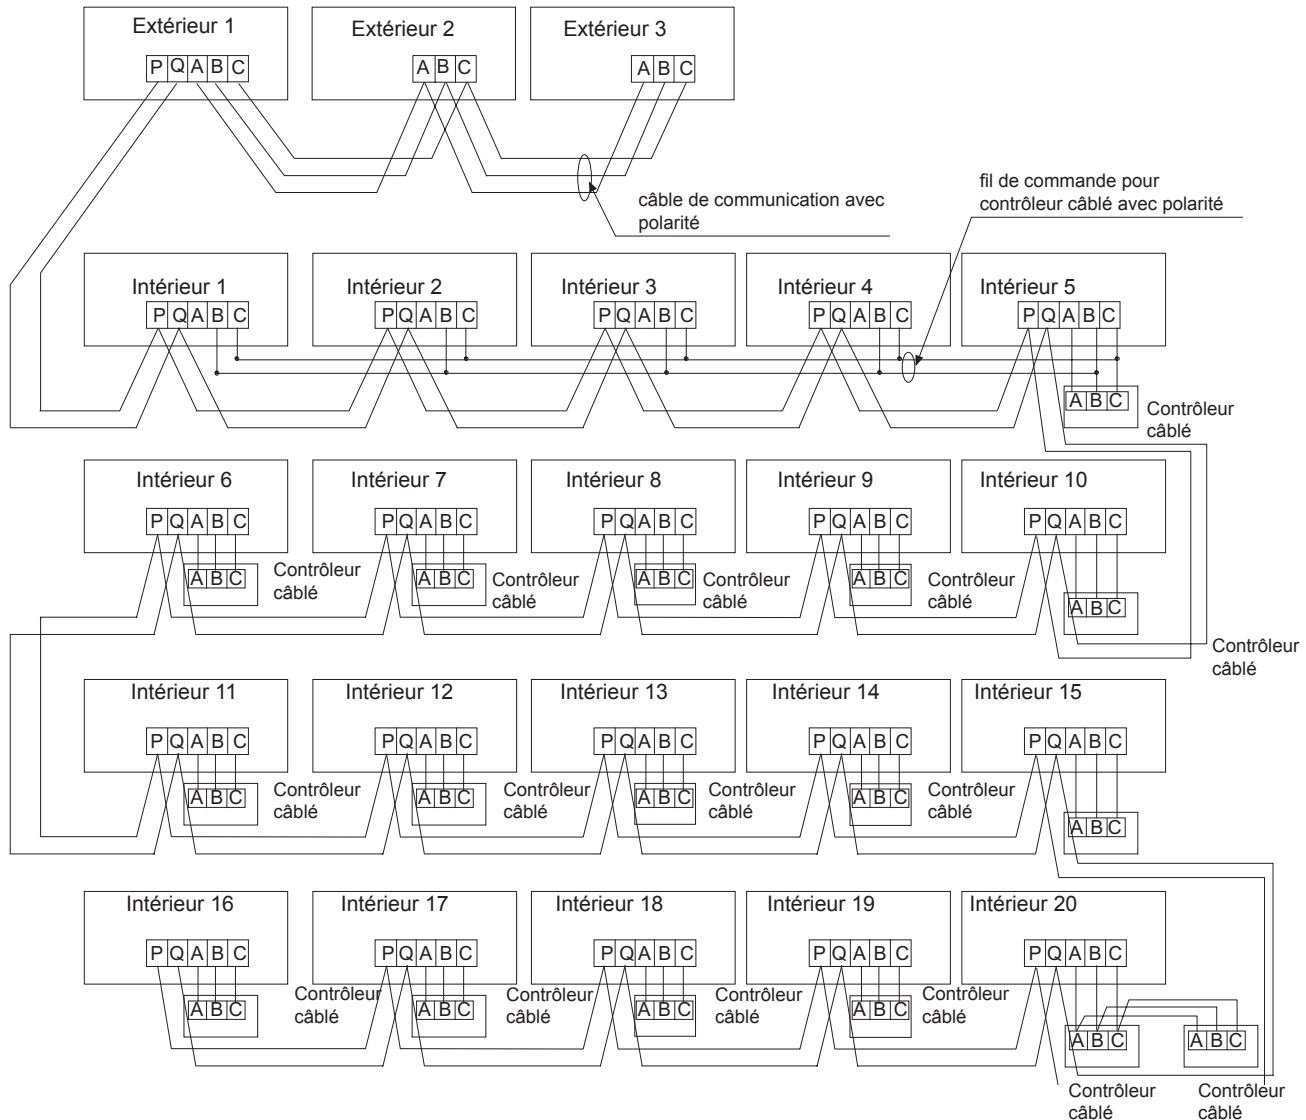 Extérieur 1
Extérieur 2
Extérieur 3
P Q A B C
A B C
A B C
câble de communication avec
polarité
fil de commande pour
contrôleur câblé avec polarité
Intérieur 1
Intérieur 2
Intérieur 3
Intérieur 4
Intérieur 5
P Q A B C
P Q A B C
P Q A B C
P Q A B C
P Q A B C
A B C
Contrôleur
câblé
Intérieur 6
Intérieur 7
Intérieur 8
Intérieur 9
Intérieur 10
P Q A B C
P Q A B C
P Q A B C
P Q A B C
P Q A B C
A B C
Contrôleur
câblé
A B C
Contrôleur
câblé
A B C
Contrôleur
câblé
A B C
Contrôleur
câblé
A B C
Contrôleur
câblé
Intérieur 11
Intérieur 12
Intérieur 13
Intérieur 14
Intérieur 15
P Q A B C
P Q A B C
P Q A B C
P Q A B C
P Q A B C
A B C
Contrôleur
câblé
A B C
Contrôleur
câblé
A B C
Contrôleur
câblé
A B C
Contrôleur
câblé
A B C
Intérieur 16
Intérieur 17
Intérieur 18
Intérieur 19
Intérieur 20
P Q A B C
P Q A B C
P Q A B C
P Q A B C
P Q A B C
A B C
Contrôleur
câblé
A B C
Contrôleur
câblé
A B C
Contrôleur
câblé
A B C
Contrôleur
câblé
A B C
A B C
Contrôleur
câblé
Contrôleur
câblé